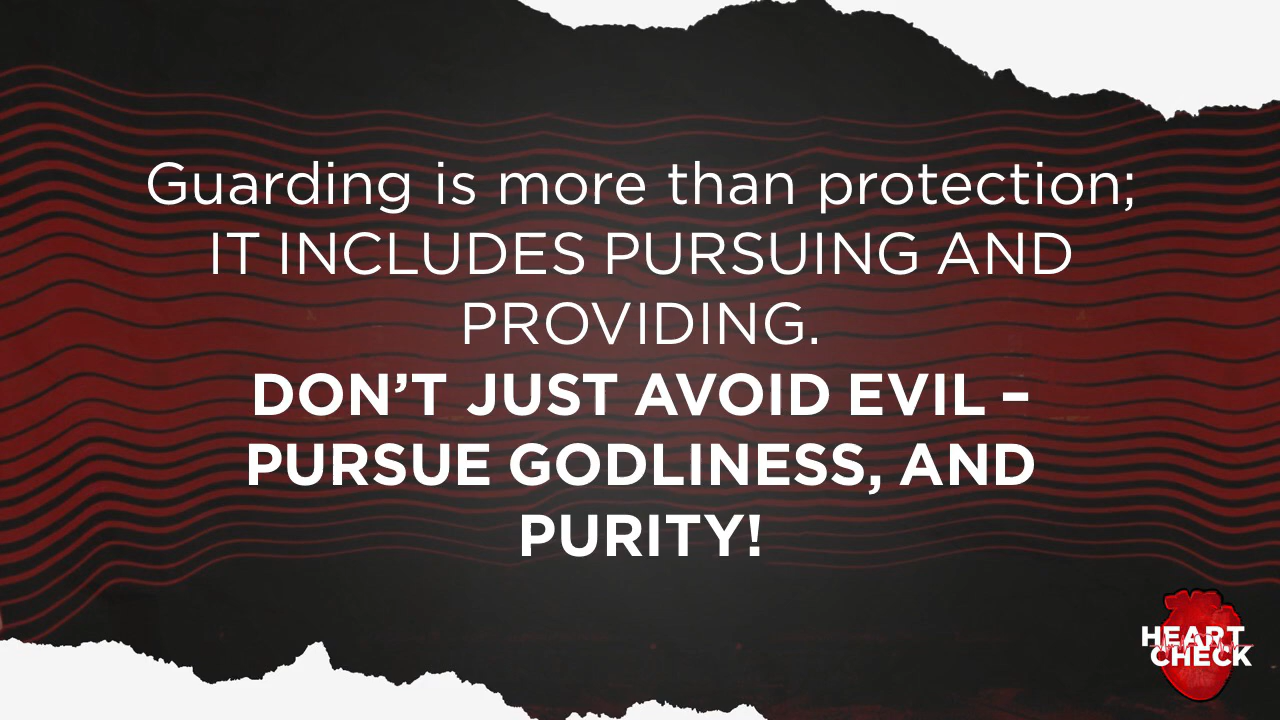 Guarding is more than protection;
IT INCLUDES PURSUING AND
PROVIDING.
DON’T JUST AVOID EVIL –
PURSUE GODLINESS, AND
PURITY!
HEART
CHECK